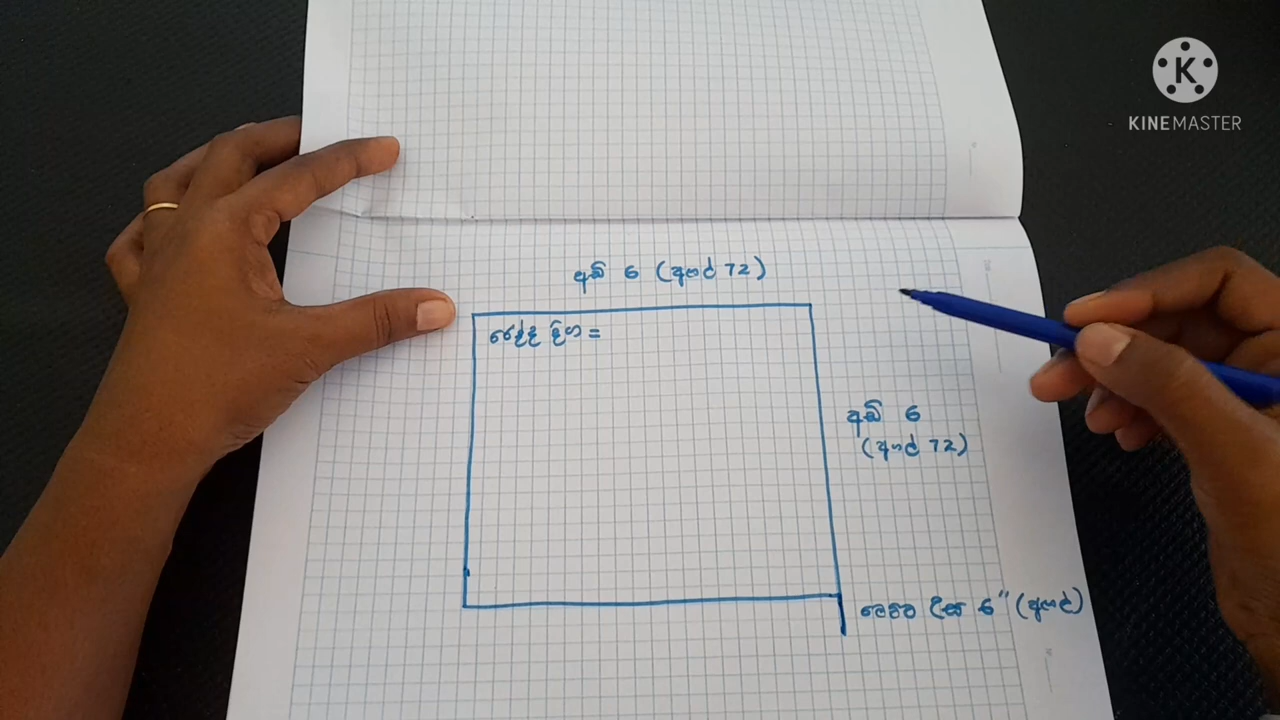 KINEMASTER
අඩි 6 (අඟල් 72)
රෙද්ද දිග =
අඩි 6
(අඟල් 72)
මෙට්ට උස 6" (අඟල්)